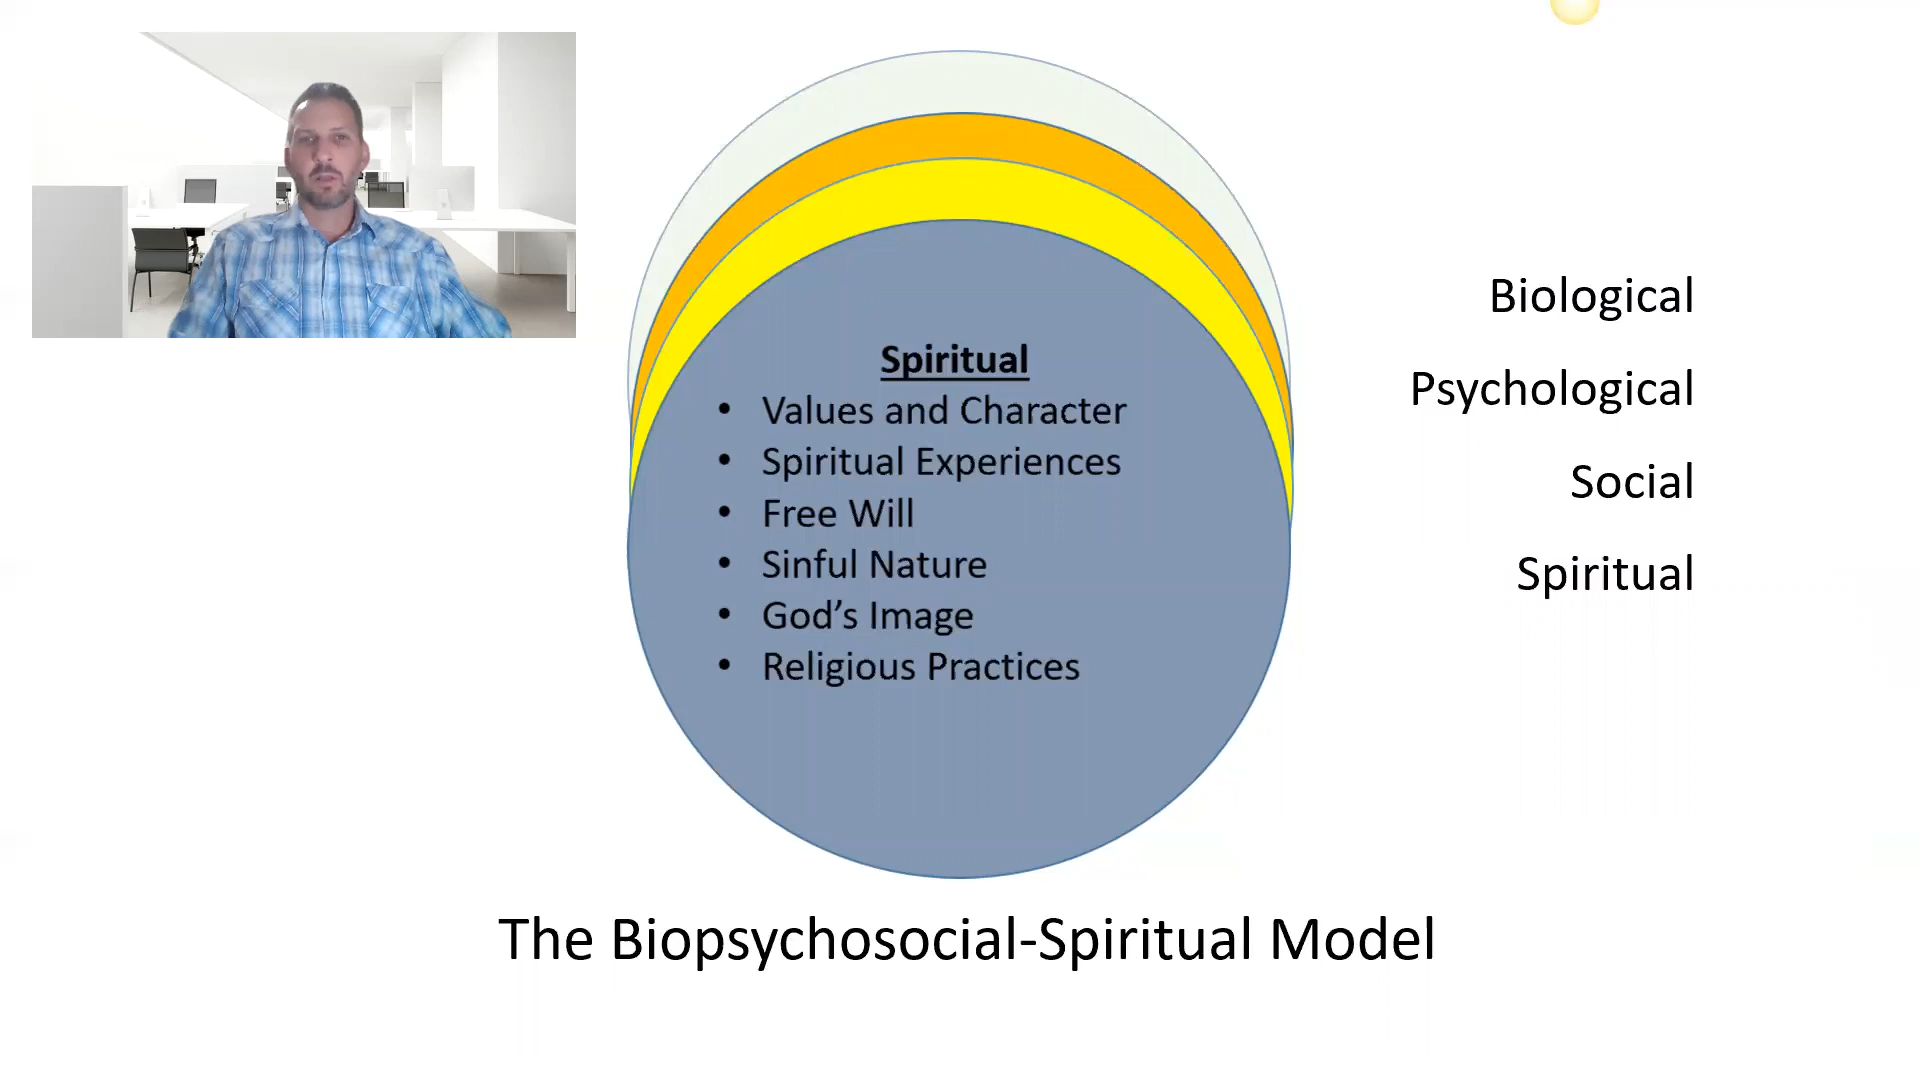 Spiritual
• Values and Character
• Spiritual Experiences
• Free Will
• Sinful Nature
• God’s Image
• Religious Practices
Biological
Psychological
Social
Spiritual
The Biopsychosocial-Spiritual Model